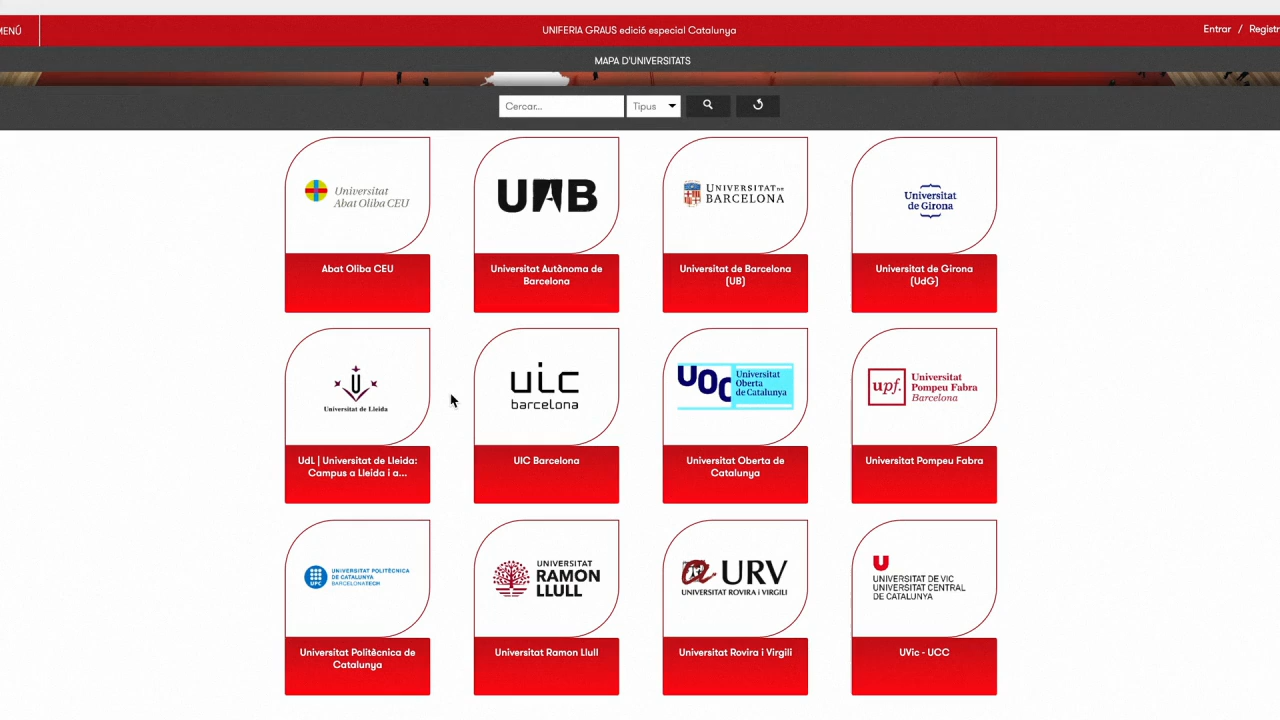 MENÚ
UNIFERIA GRAUS edició especial Catalunya
Entrar / Registr
MAPA D'UNIVERSITATS
Cercar...
Tipus
Universitat
Abat Oliba CEU
UAB
UNIVERSITAT DE
BARCELONA
Universitat
de Girona
Abat Oliba CEU
Universitat Autònoma de
Barcelona
Universitat de Barcelona
(UB)
Universitat de Girona
(UdG)
U
Universitat de Lleida
uic
barcelona
UOC
Universitat
Oberta
de Catalunya
upf.
Universitat
Pompeu Fabra
Barcelona
UdL | Universitat de Lleida:
Campus a Lleida i a...
UIC Barcelona
Universitat Oberta de
Catalunya
Universitat Pompeu Fabra
UPC
UNIVERSITAT POLITÈCNICA
DE CATALUNYA
BARCELONATECH
UNIVERSITAT
RAMON
LLULL
URV
UNIVERSITAT ROVIRA i VIRGILI
U
UNIVERSITAT DE VIC
UNIVERSITAT CENTRAL
DE CATALUNYA
Universitat Politècnica de
Catalunya
Universitat Ramon Llull
Universitat Rovira i Virgili
UVic - UCC